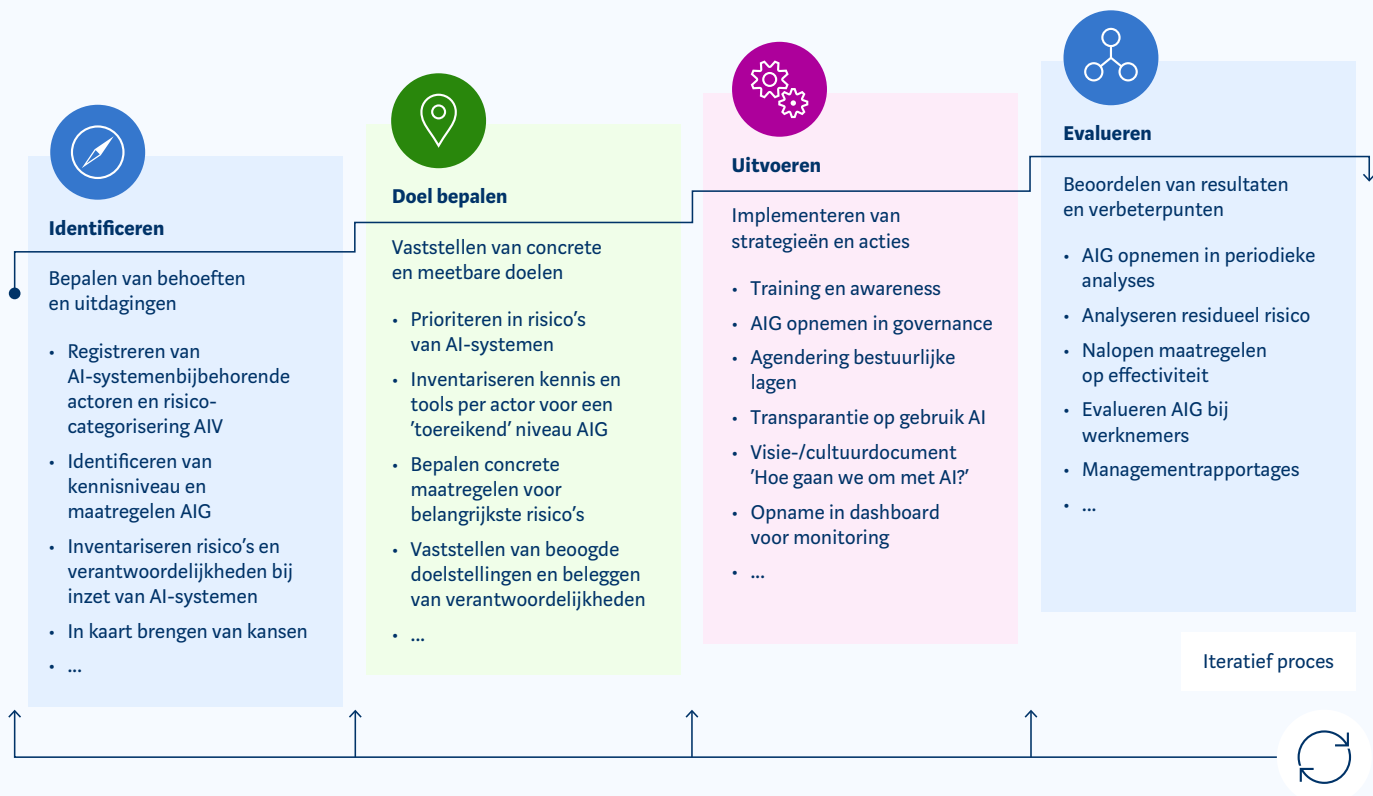 Identificeren
Bepalen van behoeften
en uitdagingen
• Registreren van
AI-systemenbijbehorende
actoren en risico-
categorisering AIV
• Identificeren van
kennisniveau en
maatregelen AIG
• Inventariseren risico's en
verantwoordelijkheden bij
inzet van AI-systemen
• In kaart brengen van kansen
• ...
Doel bepalen
Vaststellen van concrete
en meetbare doelen
• Prioriteren in risico's
van AI-systemen
• Inventariseren kennis en
tools per actor voor een
'toereikend' niveau AIG
• Bepalen concrete
maatregelen voor
belangrijkste risico's
• Vaststellen van beoogde
doelstellingen en beleggen
van verantwoordelijkheden
• ...
Uitvoeren
Implementeren van
strategieën en acties
• Training en awareness
• AIG opnemen in governance
• Agendering bestuurlijke
lagen
• Transparantie op gebruik AI
• Visie-/cultuurdocument
'Hoe gaan we om met AI?'
• Opname in dashboard
voor monitoring
• ...
Evalueren
Beoordelen van resultaten
en verbeterpunten
• AIG opnemen in periodieke
analyses
• Analyseren residueel risico
• Nalopen maatregelen
op effectiviteit
• Evalueren AIG bij
werknemers
• Managementrapportages
• ...
Iteratief proces